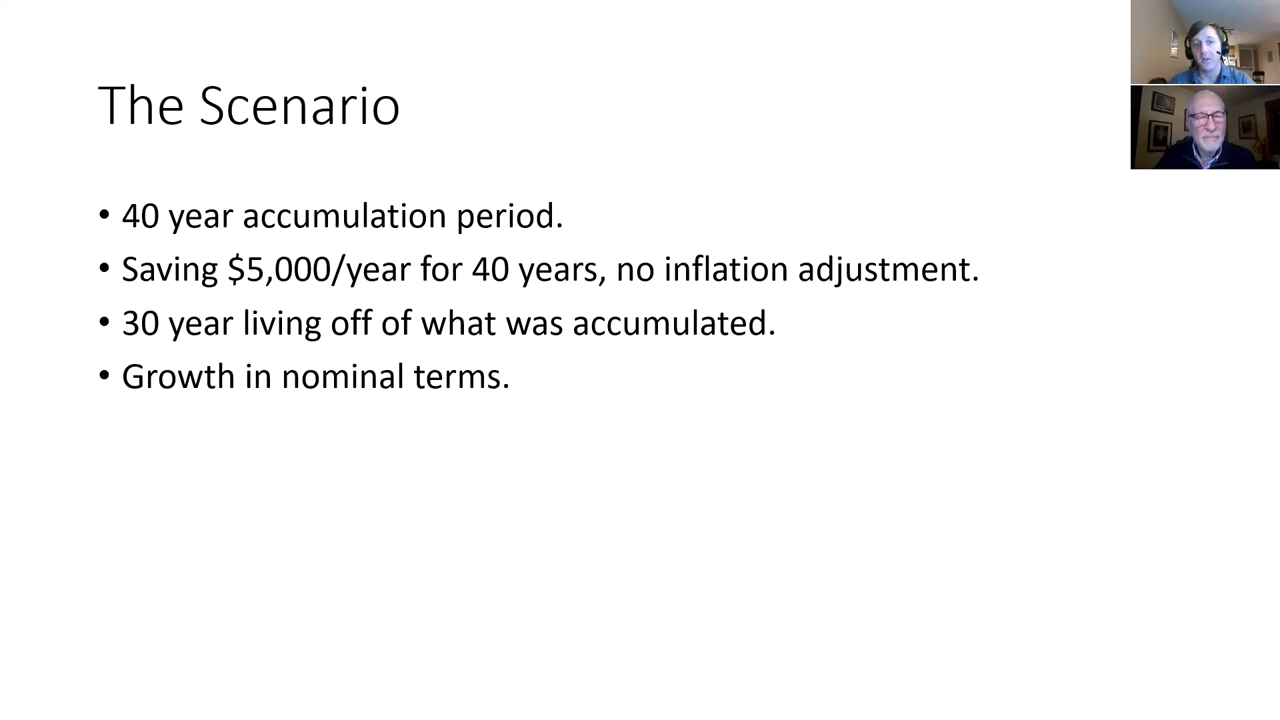 The Scenario
• 40 year accumulation period.
• Saving $5,000/year for 40 years, no inflation adjustment.
• 30 year living off of what was accumulated.
• Growth in nominal terms.